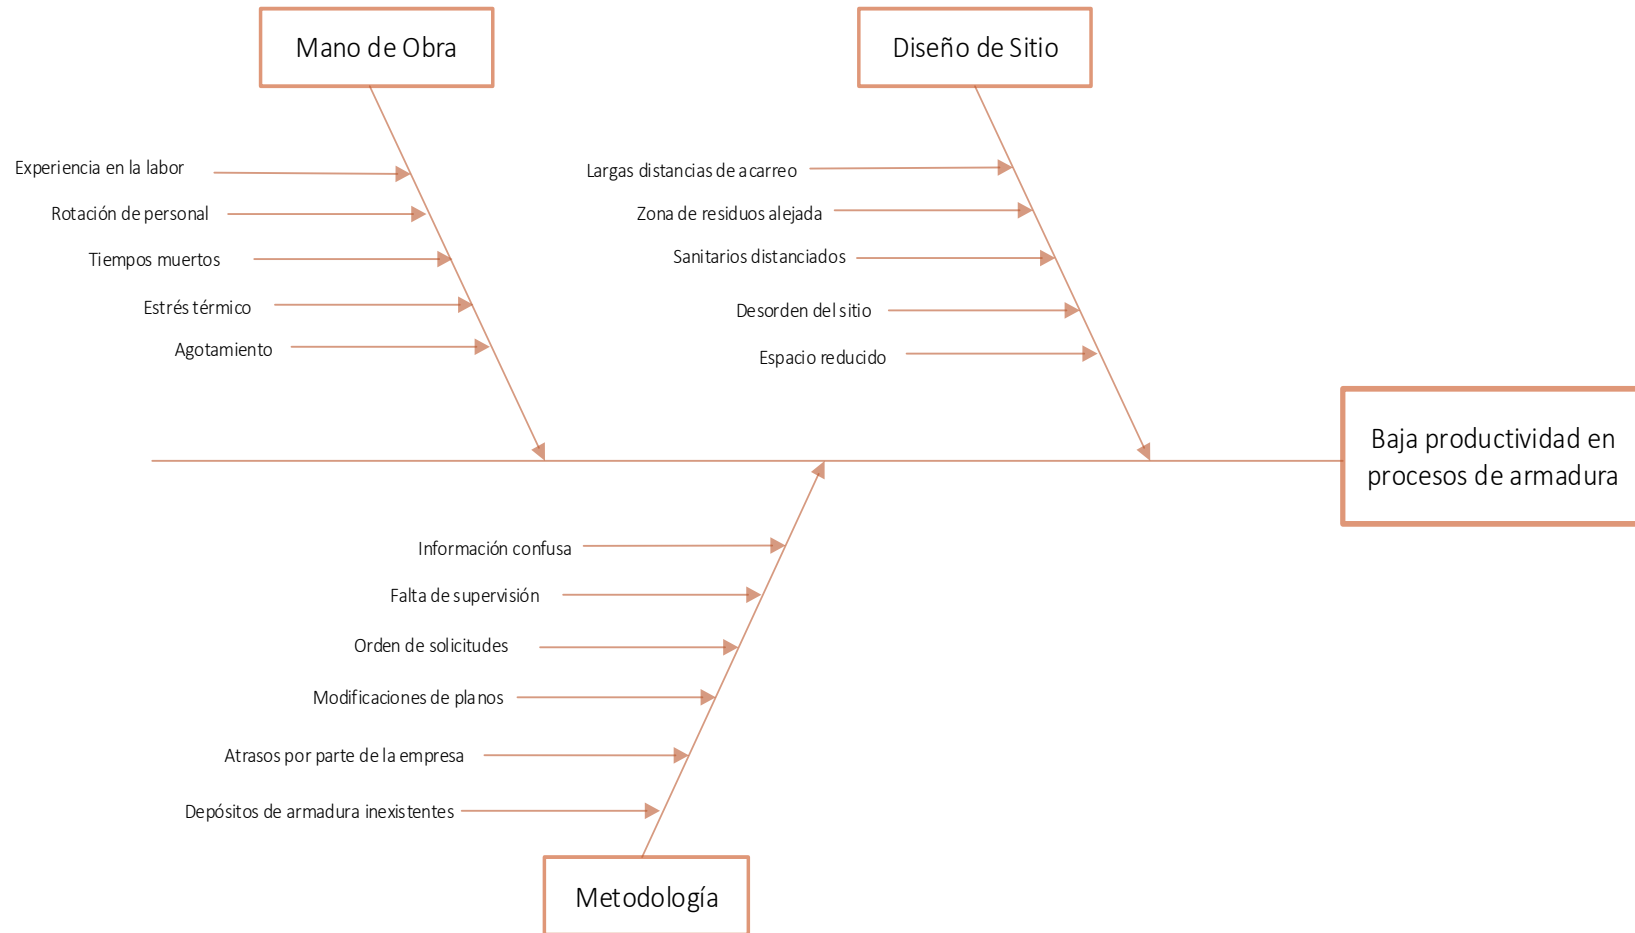 Mano de Obra
Diseño de Sitio
Experiencia en la labor
Rotación de personal
Tiempos muertos
Estrés térmico
Agotamiento
Largas distancias de acarreo
Zona de residuos alejada
Sanitarios distanciados
Desorden del sitio
Espacio reducido
Baja productividad en
procesos de armadura
Información confusa
Falta de supervisión
Orden de solicitudes
Modificaciones de planos
Atrasos por parte de la empresa
Depósitos de armadura inexistentes
Metodología